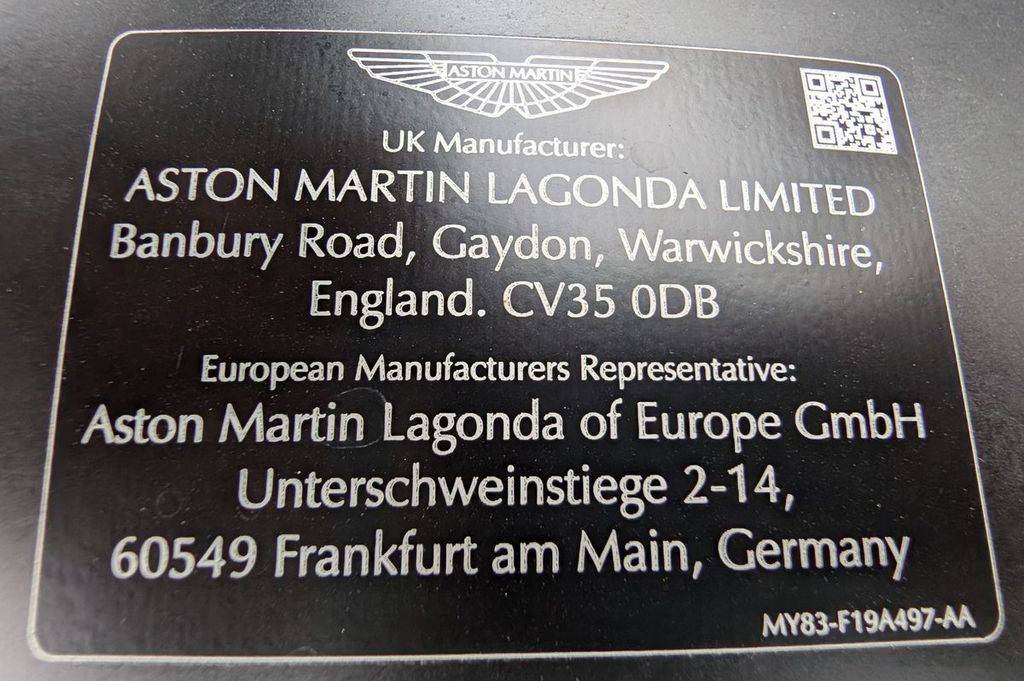 ASTON MARTIN
UK Manufacturer:
ASTON MARTIN LAGONDA LIMITED
Banbury Road, Gaydon, Warwickshire,
England. CV35 0DB
European Manufacturers Representative:
Aston Martin Lagonda of Europe GmbH
Unterschweinstiege 2-14,
60549 Frankfurt am Main, Germany
MY83-F19A497-AA